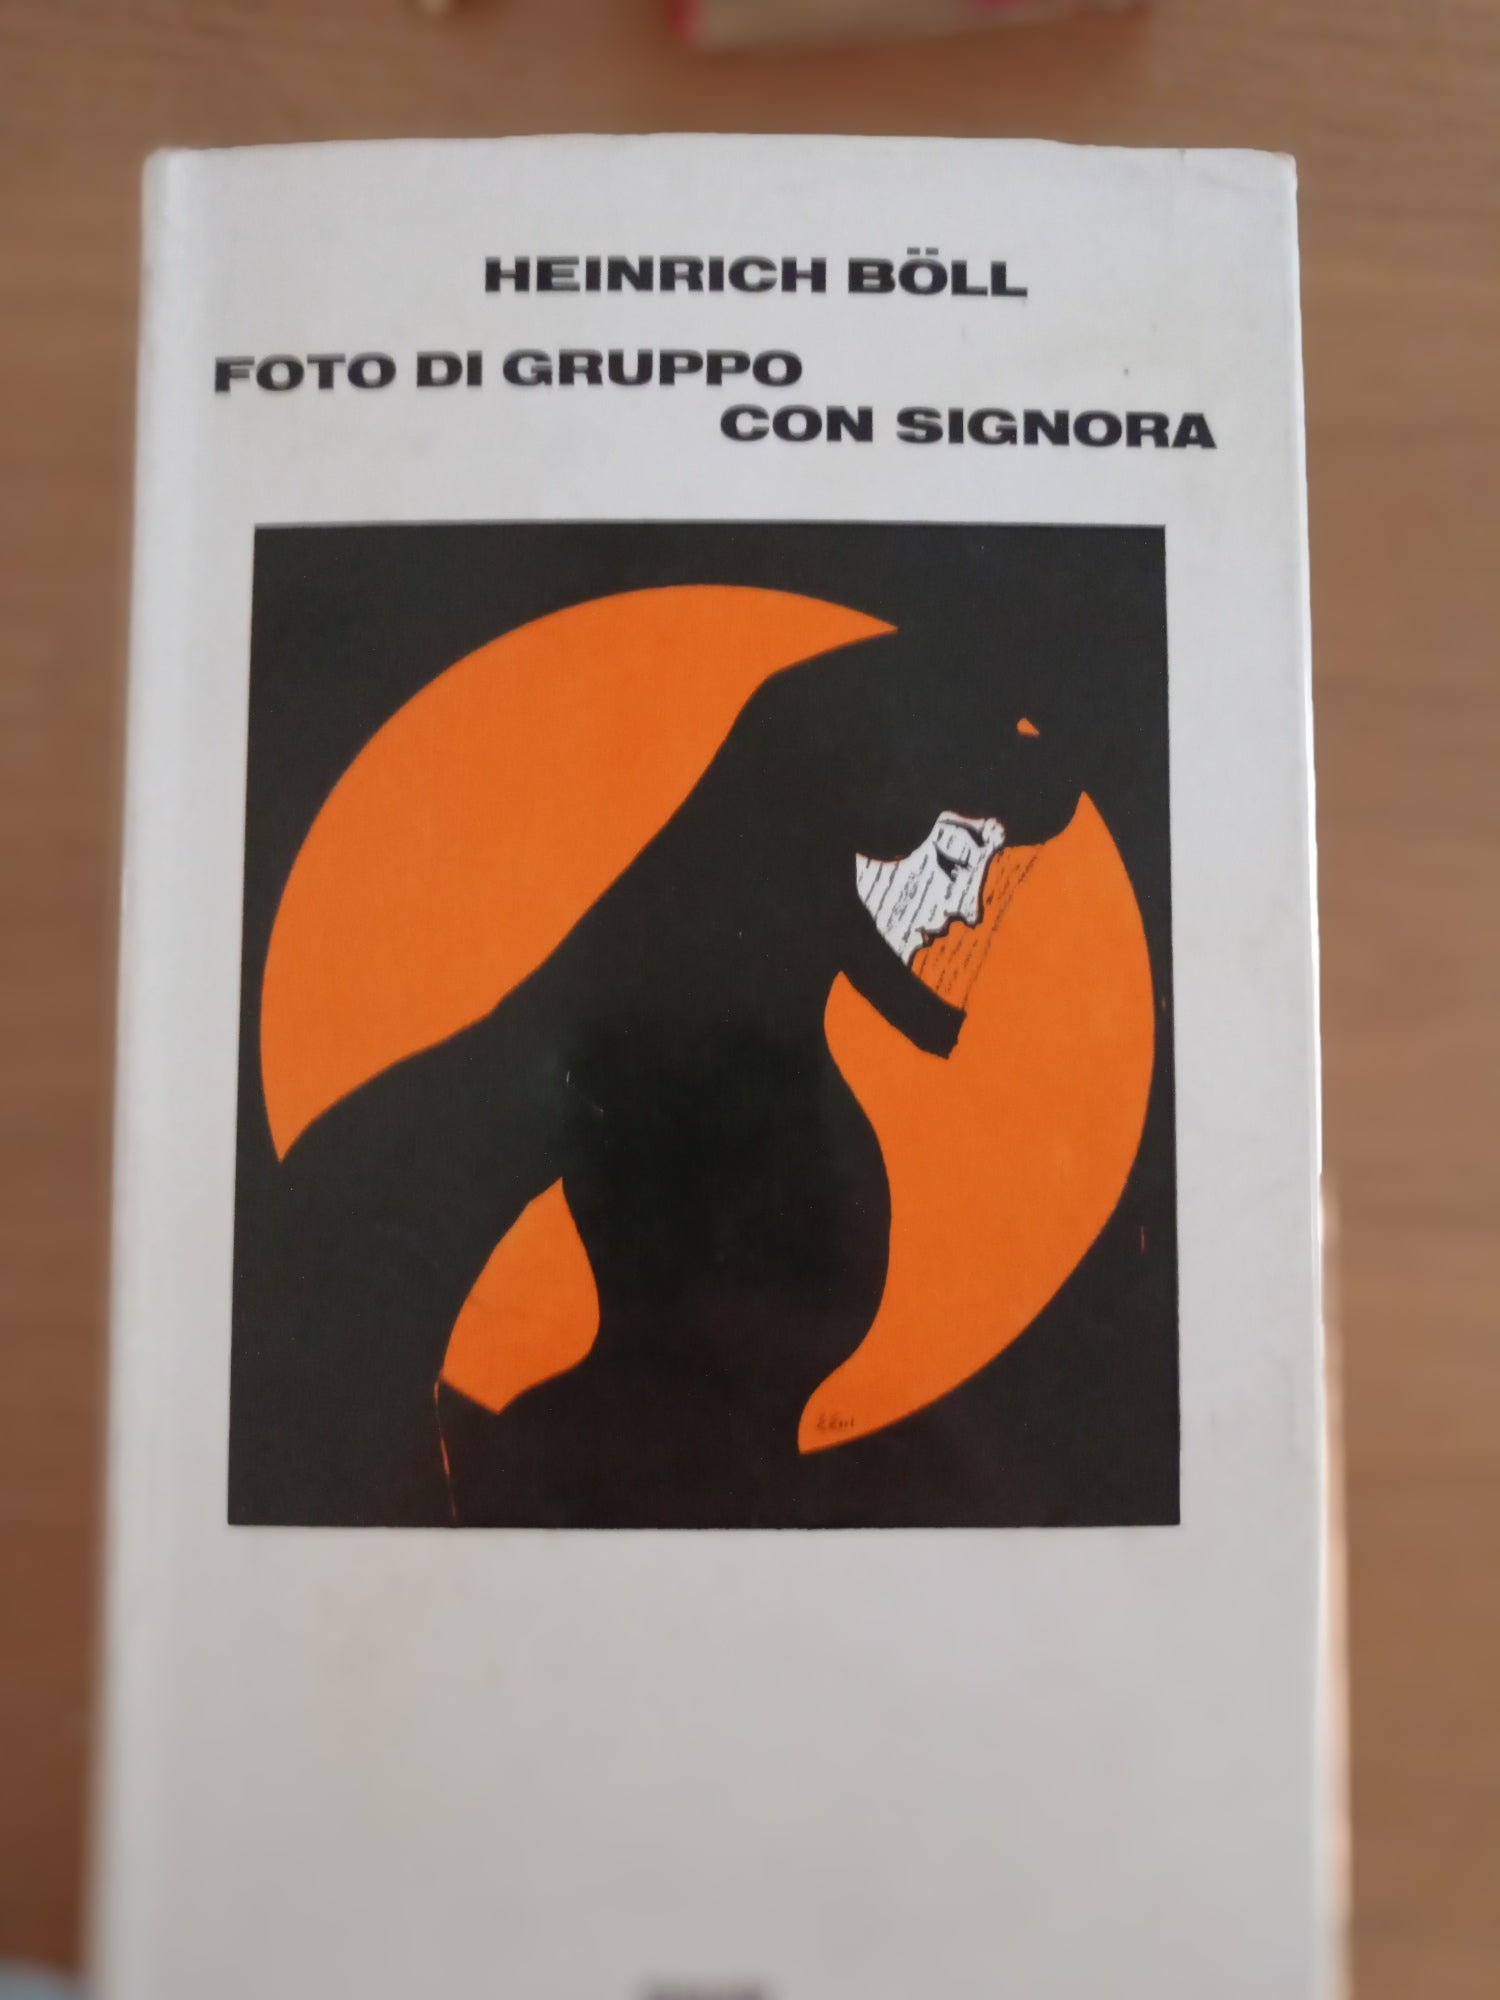 HEINRICH BÖLL
FOTO DI GRUPPO
CON SIGNORA